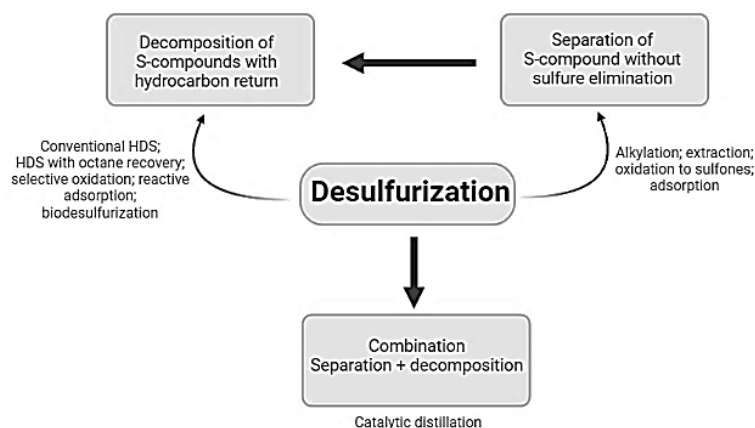 Decomposition of
S-compounds with
hydrocarbon return
Separation of
S-compound without
sulfure elimination
Conventional HDS;
HDS with octane recovery;
selective oxidation; reactive
adsorption;
biodesulfurization
Alkylation; extraction;
oxidation to sulfones;
adsorption
Desulfurization
Combination
Separation + decomposition
Catalytic distillation